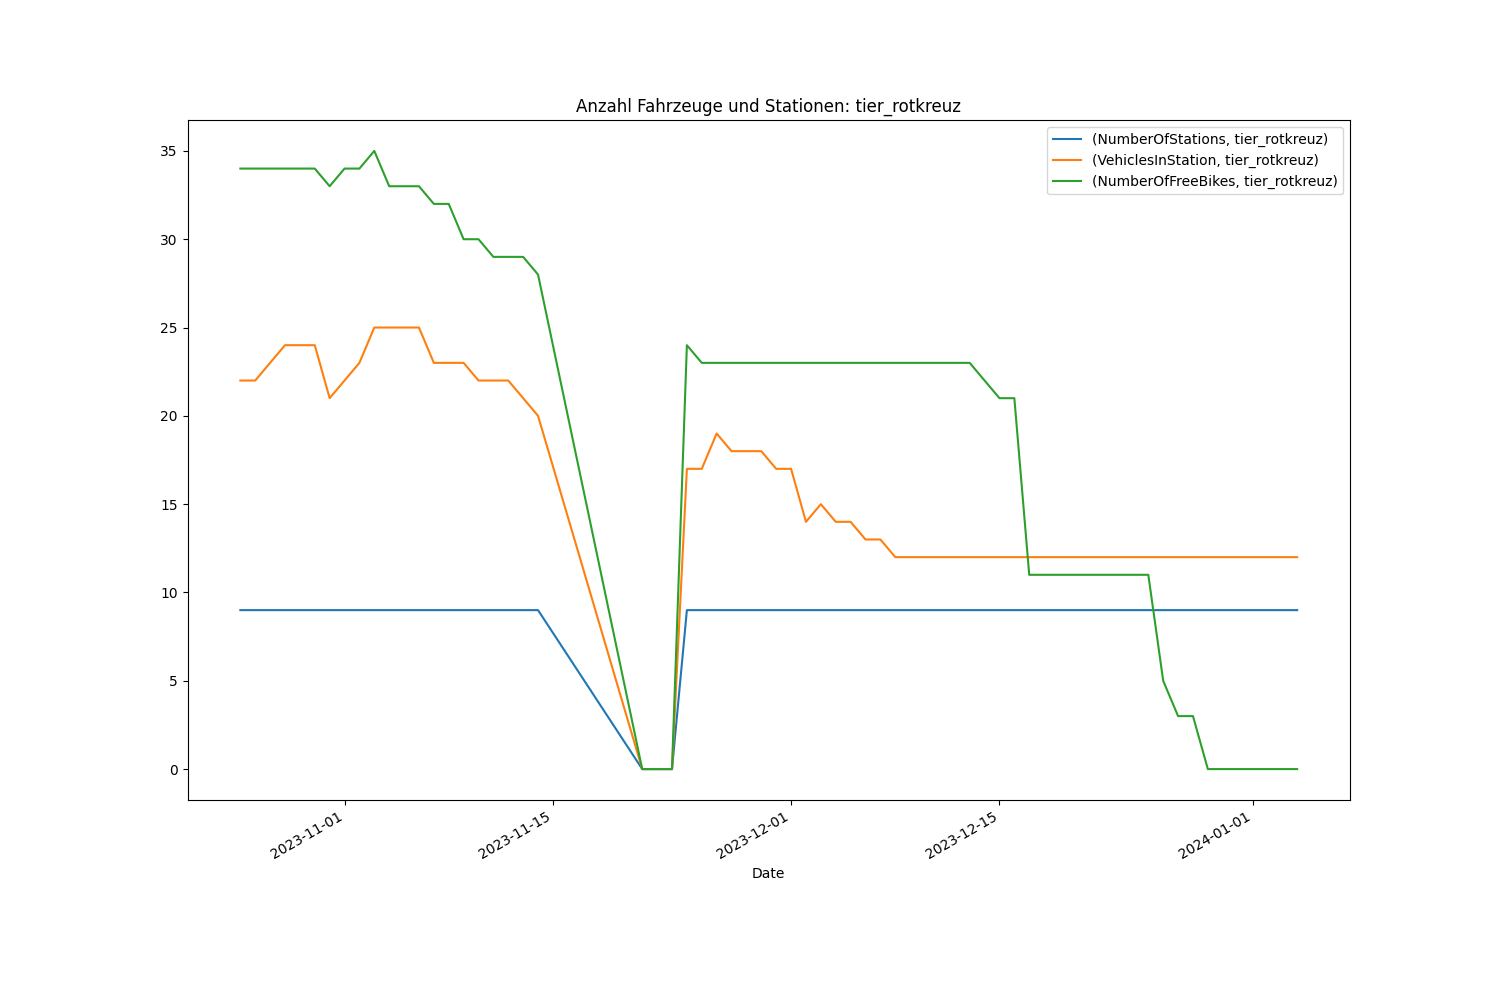 Anzahl Fahrzeuge und Stationen: tier_rotkreuz
(NumberOfStations, tier_rotkreuz)
(VehiclesInStation, tier_rotkreuz)
(NumberOfFreeBikes, tier_rotkreuz)
35
30
25
20
15
10
5
0
2023-11-01
2023-11-15
2023-12-01
2023-12-15
2024-01-01
Date